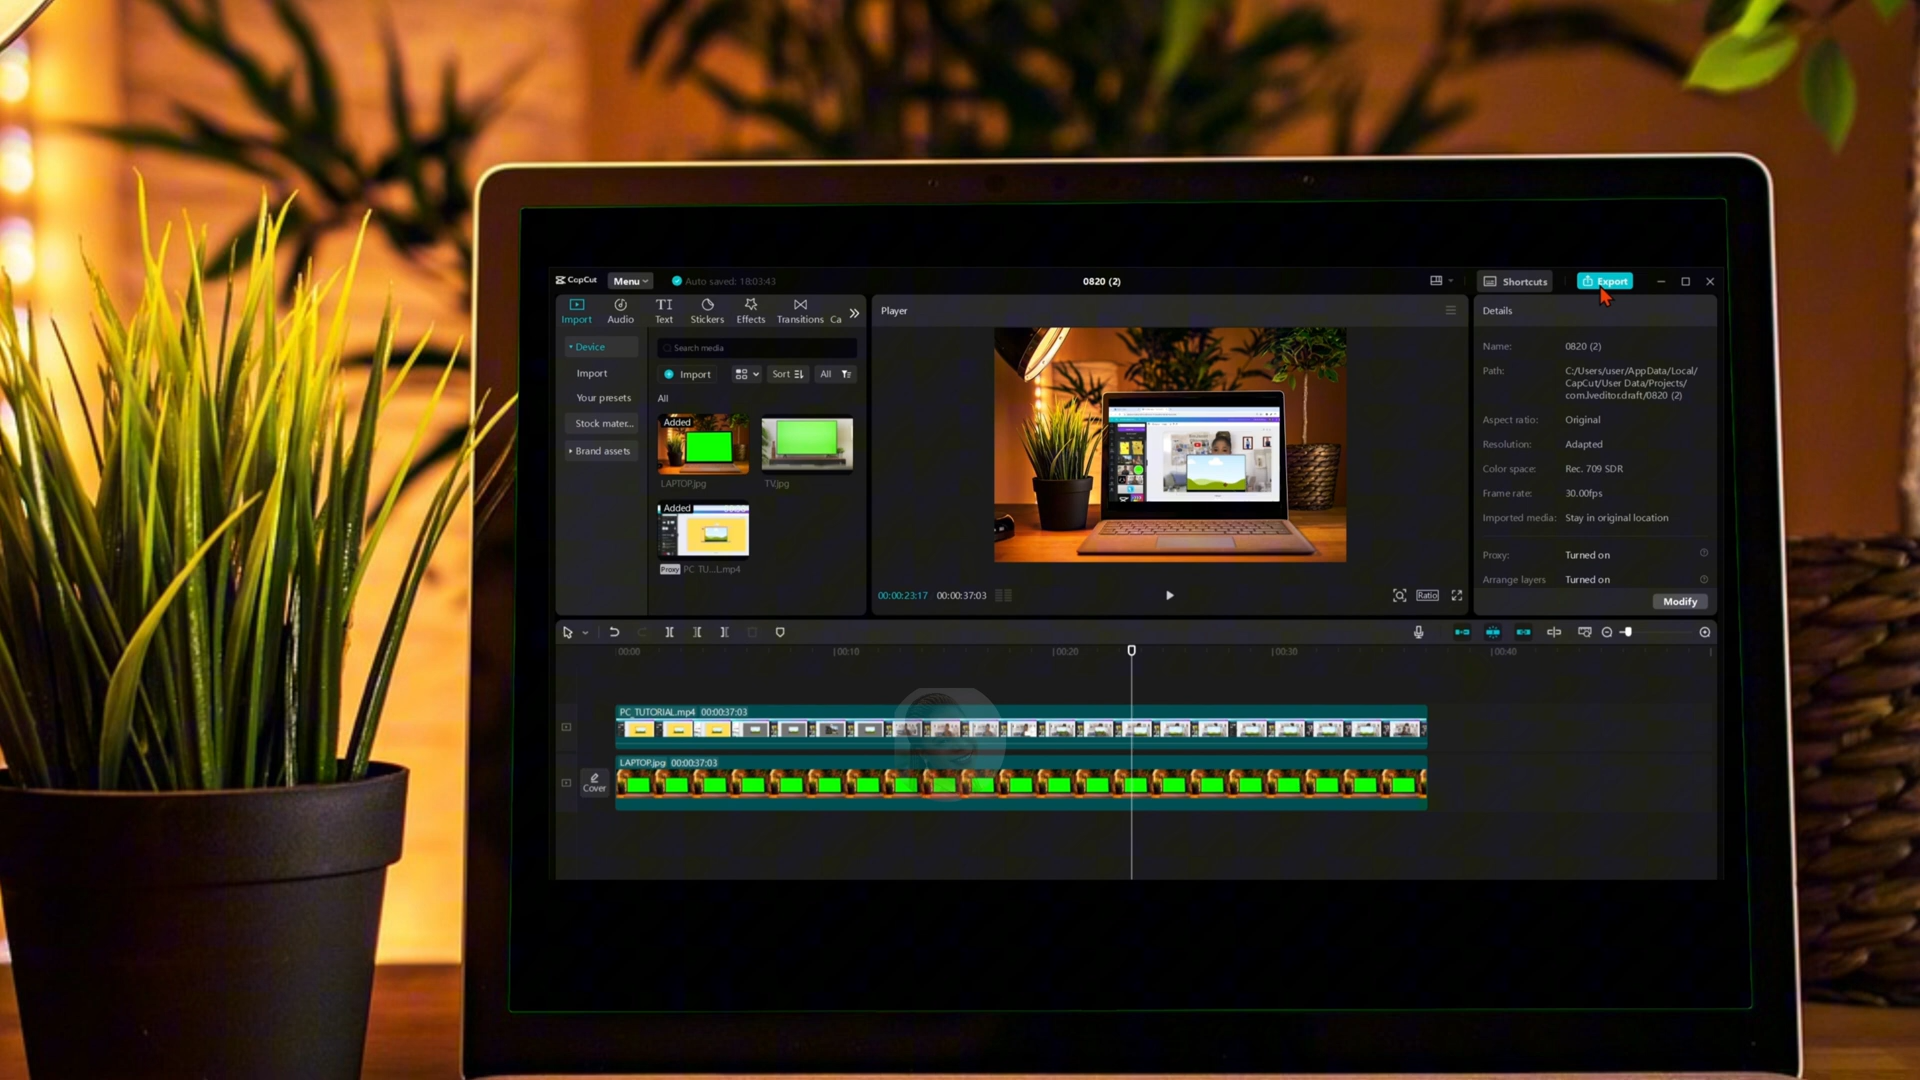 CapCut Menu Auto saved: 18:03:43 0820 (2) Shortcuts Export
Import Audio Text Stickers Effects Transitions Ca
Player
Details
Device
Import
Your presets
Stock mater...
Brand assets
Search media
Import Sort All
All
Added
LAPTOP.jpg
TV.jpg
Added
Proxy PC TU...L.mp4
00:00:23:17 00:00:37:03
Ratio
Name: 0820 (2)
Path: C:/Users/user/AppData/Local/
CapCut/User Data/Projects/
com.lveditor.draft/0820 (2)
Aspect ratio: Original
Resolution: Adapted
Color space: Rec. 709 SDR
Frame rate: 30.00fps
Imported media: Stay in original location
Proxy: Turned on
Arrange layers Turned on
Modify
00:00 00:10 00:20 00:30 00:40
PC TUTORIAL.mp4 00:00:37:03
LAPTOP.jpg 00:00:37:03
Cover